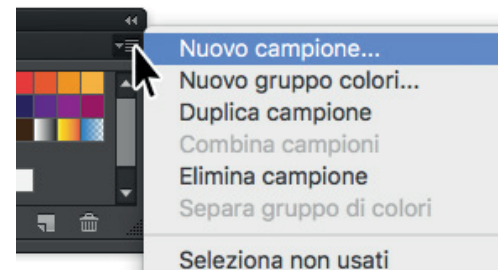 Nuovo campione...
Nuovo gruppo colori...
Duplica campione
Combina campioni
Elimina campione
Separa gruppo di colori
Seleziona non usati